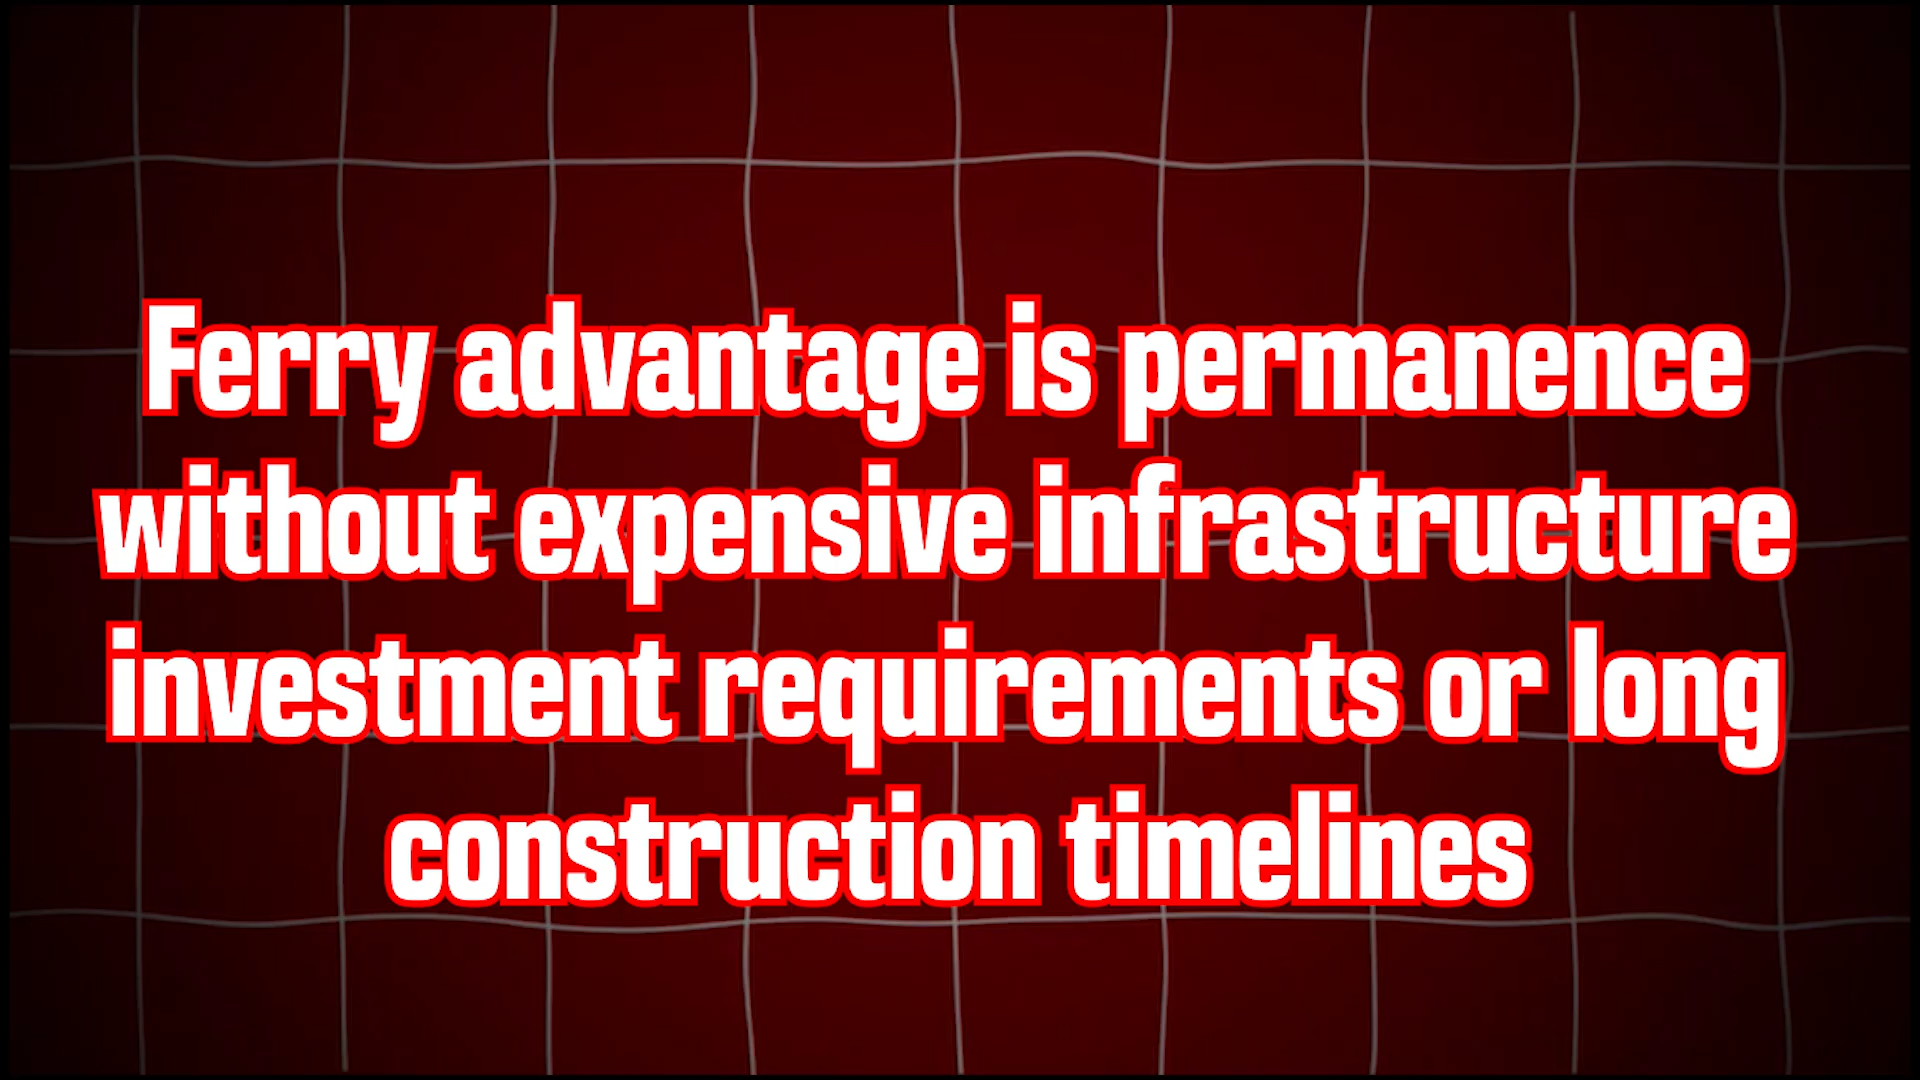 Ferry advantage is permanence
without expensive infrastructure
investment requirements or long
construction timelines